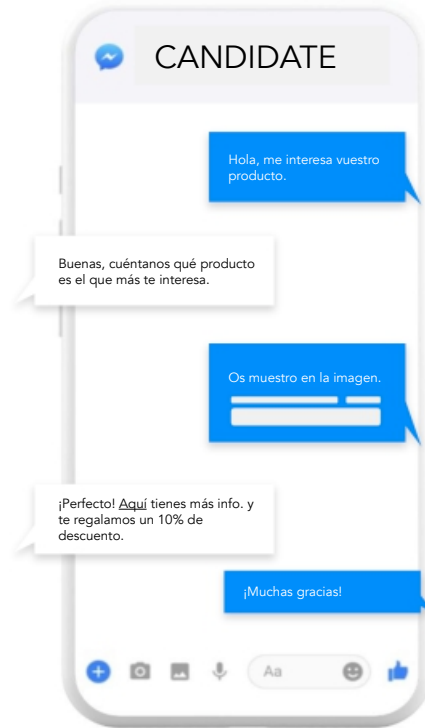 CANDIDATE
Hola, me interesa vuestro
producto.
Buenas, cuéntanos qué producto
es el que más te interesa.
Os muestro en la imagen.
¡Perfecto! Aquí tienes más info. y
te regalamos un 10% de
descuento.
¡Muchas gracias!
Aa